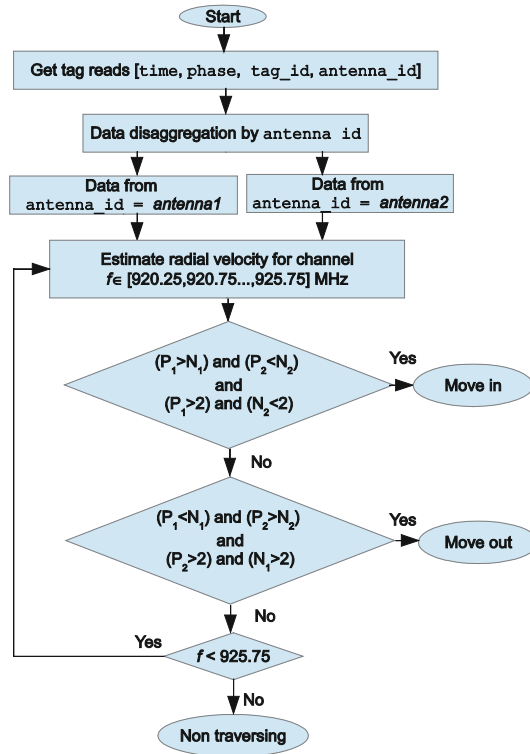 Start
Get tag reads [time, phase, tag_id, antenna_id]
Data disaggregation by antenna id
Data from
antenna_id = antenna1
Data from
antenna_id = antenna2
Estimate radial velocity for channel
f∈ [920.25,920.75...,925.75] MHz
(P₁>N₁) and (P₂<N₂)
and
(P₁>2) and (N₂<2)
Yes
Move in
No
(P₁<N₁) and (P₂>N₂)
and
(P₂>2) and (N₁>2)
Yes
Move out
No
Yes
f < 925.75
No
Non traversing